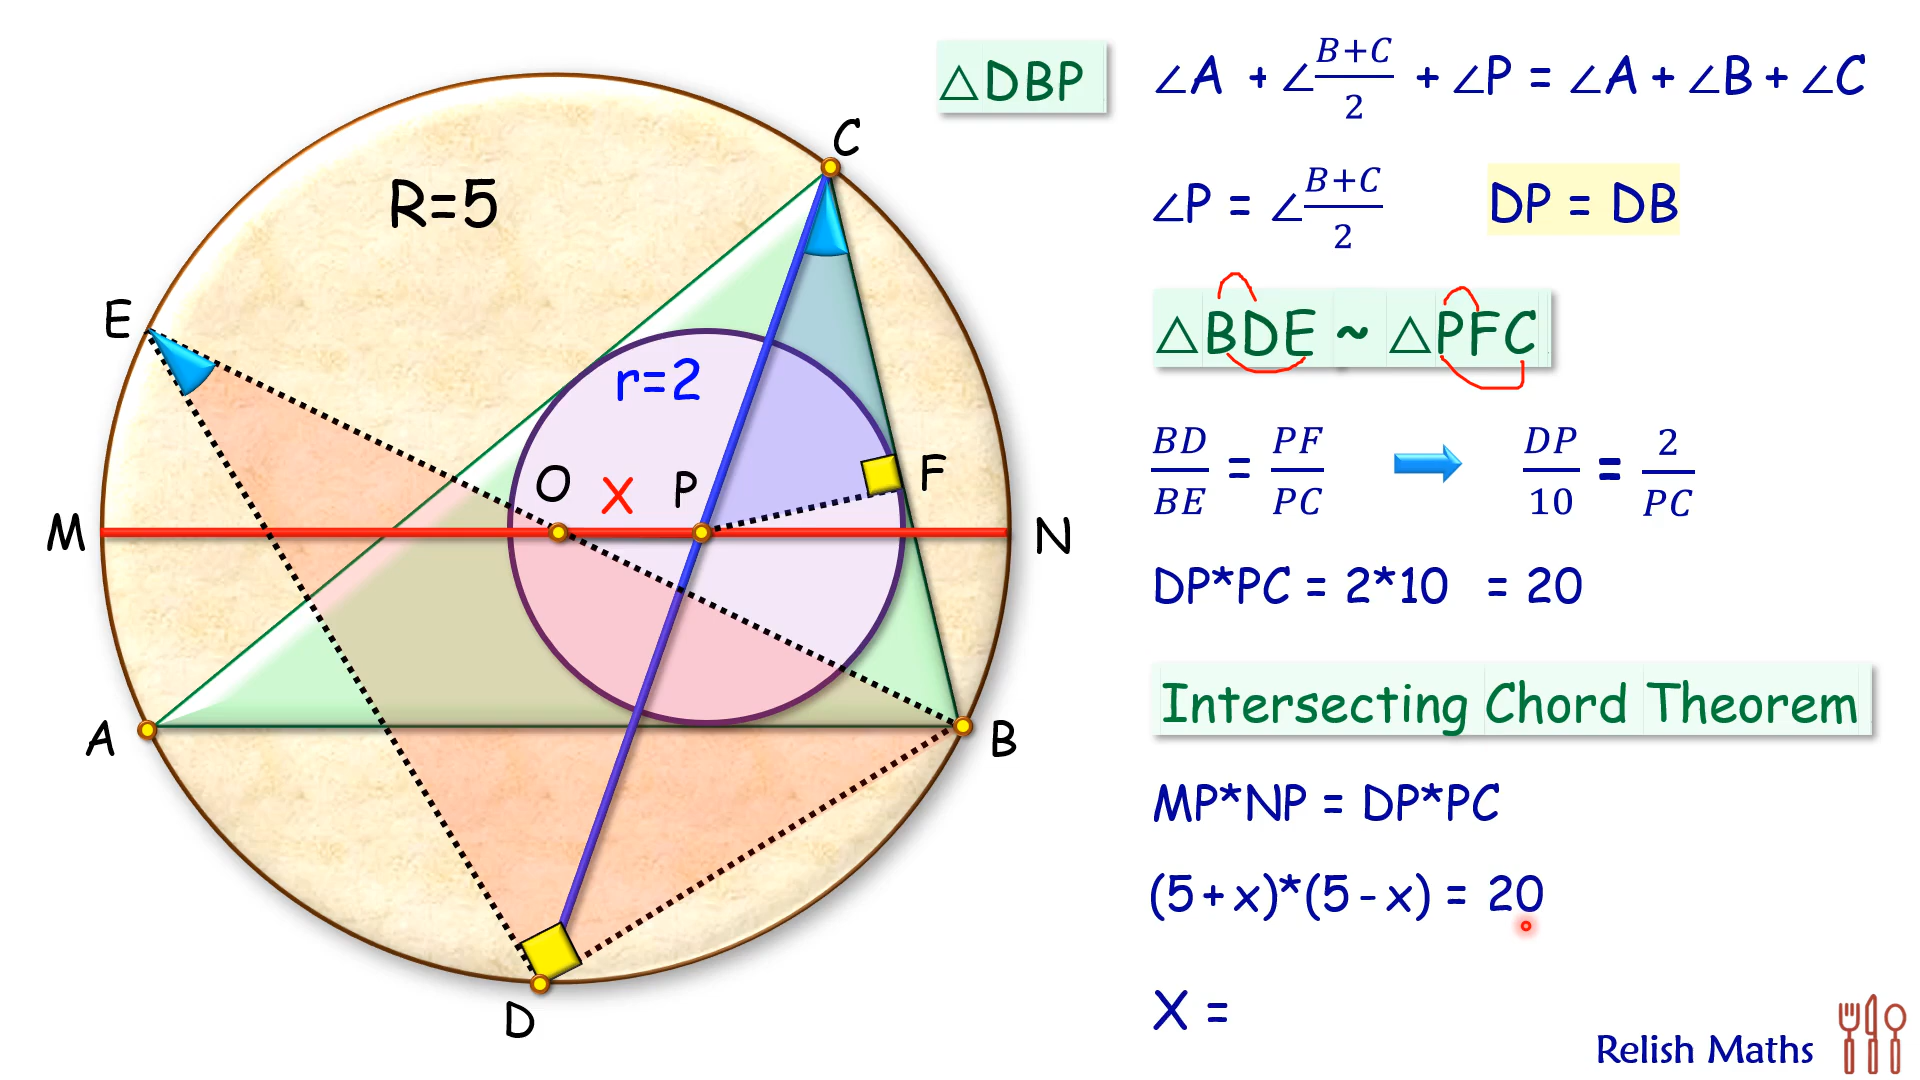 △DBP
∠A + ∠(B+C)/2 + ∠P = ∠A + ∠B + ∠C
∠P = ∠(B+C)/2 DP = DB
△BDE ~ △PFC
BD/BE = PF/PC DP/10 = 2/PC
DP*PC = 2*10 = 20
Intersecting Chord Theorem
MP*NP = DP*PC
(5+x)*(5-x) = 20
X =
Relish Maths
C
R=5
E
r=2
O X P F
M N
A B
D